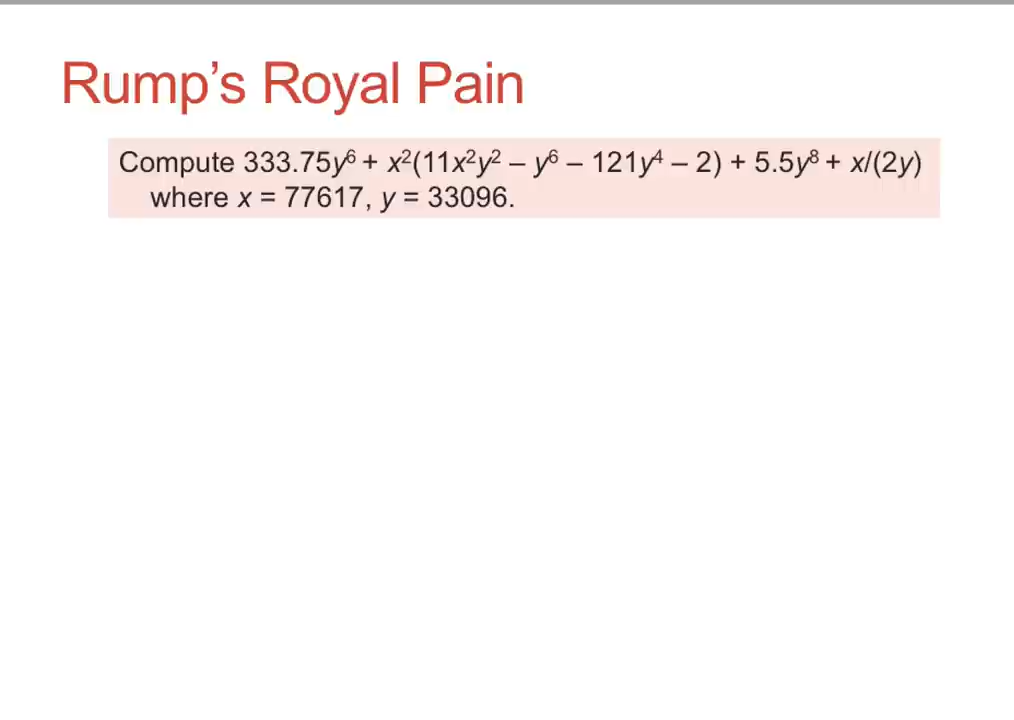 Rump’s Royal Pain
Compute 333.75y⁶ + x²(11x²y² – y⁶ – 121y⁴ – 2) + 5.5y⁸ + x/(2y)
where x = 77617, y = 33096.